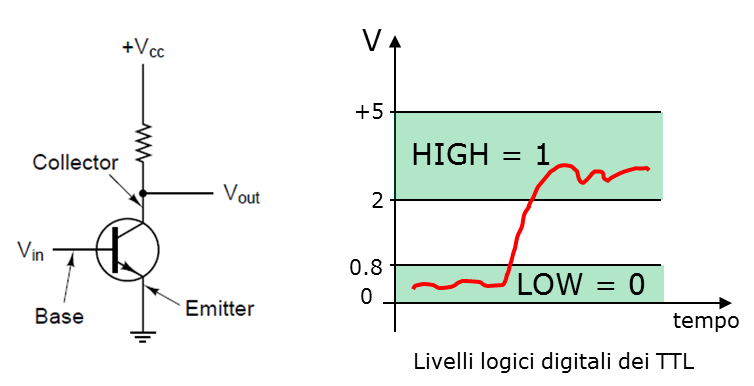 +Vcc
Collector
Vout
Vin
Base
Emitter
V
+5
HIGH = 1
2
0.8
LOW = 0
0
tempo
Livelli logici digitali dei TTL